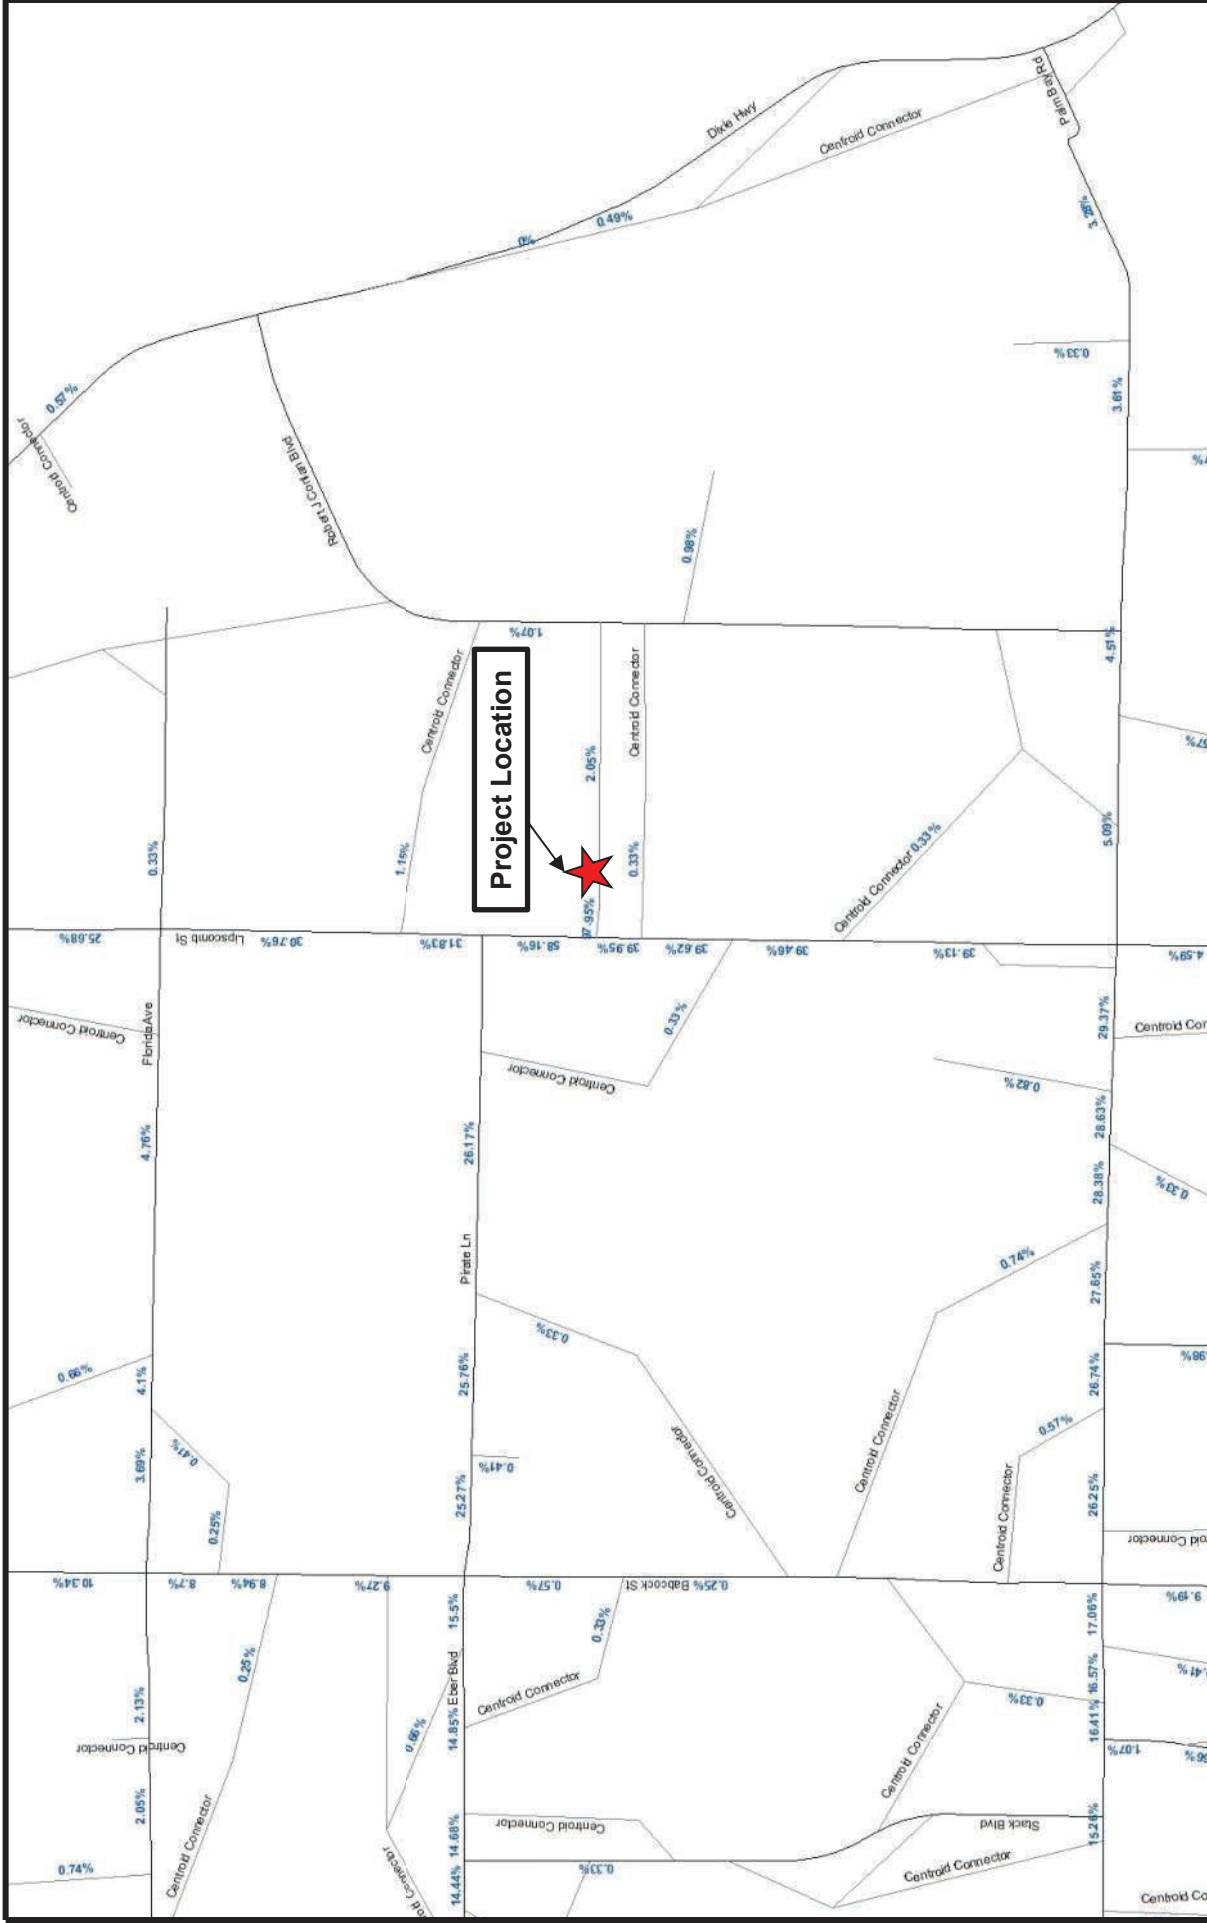 0.57%
Centroid Connector
Centroid Connector
Dixie Hwy
Centroid Connector
Palm Bay Rd
3.28%
0%
0.49%
0.33%
3.61%
Robert J Conlan Blvd
0.98%
1.07%
Centroid Connector
1.15%
Project Location
2.05%
97.95%
Centroid Connector
0.33%
4.51%
5.09%
Centroid Connector 0.33%
0.33%
25.68%
Lipscomb St
30.76%
31.83%
58.16%
39.95%
39.62%
39.46%
39.13%
4.59%
Centroid Connector
Florida Ave
4.76%
26.17%
Pirate Ln
Centroid Connector
0.33%
0.82%
29.37%
28.63%
28.38%
0.33%
Centroid Con
0.66%
4.1%
3.69%
0.41%
0.25%
25.76%
25.27%
0.33%
0.41%
Centroid Connector
0.74%
Centroid Connector
27.65%
26.74%
26.25%
0.57%
Centroid Connector
10.34%
8.7%
8.94%
9.27%
0.57%
0.25% Babcock St
9.19%
2.13%
Centroid Connector
2.05%
0.74%
Centroid Connector
0.25%
0.66%
15.5%
Eber Blvd
14.85%
14.68%
14.44%
Centroid Connector
0.33%
Centroid Connector
0.33%
Centroid Connector
0.33%
17.06%
16.57%
16.41%
1.07%
15.26%
Stack Blvd
Centroid Connector
Centroid Co